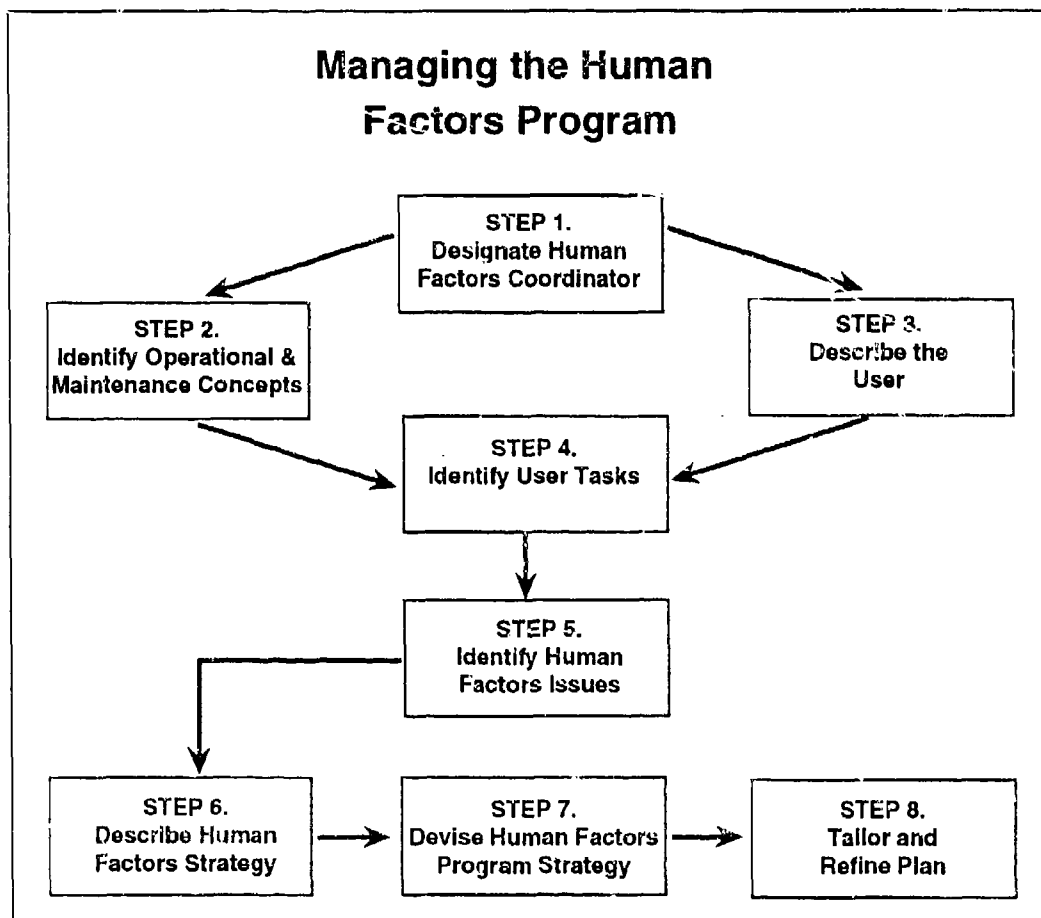 Managing the Human
Factors Program
STEP 1.
Designate Human
Factors Coordinator
STEP 2.
Identify Operational &
Maintenance Concepts
STEP 3.
Describe the
User
STEP 4.
Identify User Tasks
STEP 5.
Identify Human
Factors Issues
STEP 6.
Describe Human
Factors Strategy
STEP 7.
Devise Human Factors
Program Strategy
STEP 8.
Tailor and
Refine Plan